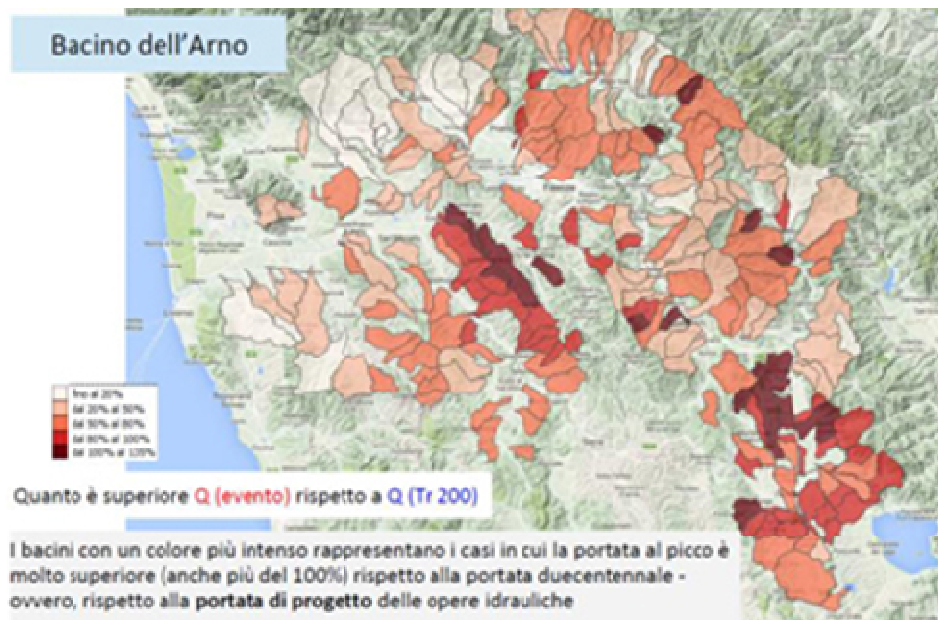 Bacino dell'Arno
fino al 20%
dal 20% al 50%
dal 50% al 80%
dal 80% al 100%
dal 100% al 120%
Quanto è superiore Q (evento) rispetto a Q (Tr 200)
I bacini con un colore più intenso rappresentano i casi in cui la portata al picco è
molto superiore (anche più del 100%) rispetto alla portata duecentennale -
ovvero, rispetto alla portata di progetto delle opere idrauliche